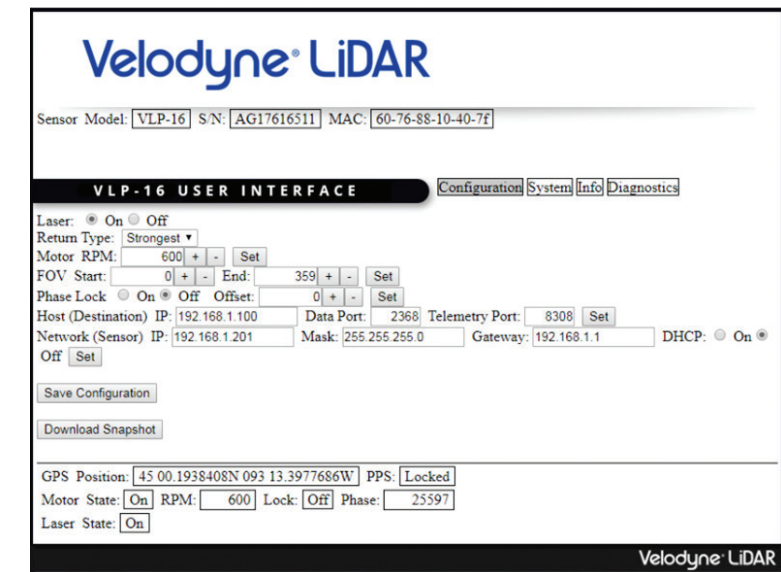 Velodyne® LiDAR
Sensor Model: VLP-16 S/N: AG17616511 MAC: 60-76-88-10-40-7f
VLP-16 USER INTERFACE Configuration System Info Diagnostics
Laser: On Off
Return Type: Strongest
Motor RPM: 600 + - Set
FOV Start: 0 + - End: 359 + - Set
Phase Lock On Off Offset: 0 + - Set
Host (Destination) IP: 192.168.1.100 Data Port: 2368 Telemetry Port: 8308 Set
Network (Sensor) IP: 192.168.1.201 Mask: 255.255.255.0 Gateway: 192.168.1.1 DHCP: On
Off Set
Save Configuration
Download Snapshot
GPS Position: 45 00.1938408N 093 13.3977686W PPS: Locked
Motor State: On RPM: 600 Lock: Off Phase: 25597
Laser State: On
Velodyne® LiDAR